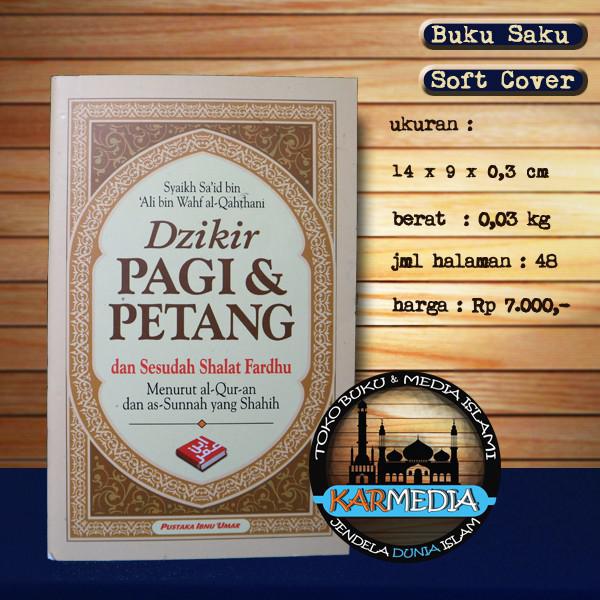 Buku Saku
Soft Cover
ukuran :
14 x 9 x 0,3 cm
berat : 0,03 kg
jml halaman : 48
harga : Rp 7.000,-
Syaikh Sa'id bin
'Ali bin Wahf al-Qahthani
Dzikir
PAGI &
PETANG
dan Sesudah Shalat Fardhu
Menurut al-Qur-an
dan as-Sunnah yang Shahih
PUSTAKA IBNU 'UMAR
TOKO BUKU & MEDIA ISLAMI
KARMEDIA
JENDELA DUNIA ISLAM